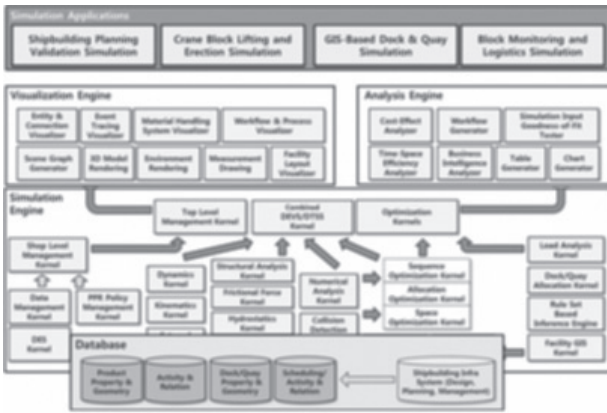 Simulation Applications
Shipbuilding Planning
Validation Simulation
Crane Block Lifting and
Erection Simulation
GIS-Based Dock & Quay
Simulation
Block Monitoring and
Logistics Simulation
Visualization Engine
Entity &
Connection
Visualizer
Event
Tracing
Visualizer
Material Handling
System Visualizer
Workflow & Process
Visualizer
Scene Graph
Generator
3D Model
Rendering
Environment
Rendering
Measurement
Drawing
Facility
Layout
Visualizer
Analysis Engine
Cost-Effect
Analyzer
Workflow
Generator
Simulation Input
Goodness-of-Fit
Tester
Time-Space
Efficiency
Analyzer
Business
Intelligence
Analyzer
Table
Generator
Chart
Generator
Simulation
Engine
Top Level
Management Kernel
Combined
DEVS/DTSS
Kernel
Optimization
Kernels
Shop Level
Management
Kernel
Data
Management
Kernel
PPR Policy
Management
Kernel
DES
Kernel
Dynamics
Kernel
Kinematics
Kernel
Structural Analysis
Kernel
Frictional Force
Kernel
Hydrostatics
Kernel
Numerical
Analysis
Kernel
Collision
Detection
Sequence
Optimization Kernel
Allocation
Optimization Kernel
Space
Optimization Kernel
Load Analysis
Kernel
Dock/Quay
Allocation Kernel
Rule Set
Based
Inference Engine
Facility GIS
Kernel
Database
Product
Property &
Geometry
Activity &
Relation
Dock/Quay
Property &
Geometry
Scheduling/
Activity &
Relation
Shipbuilding Infra
System (Design,
Planning, Management)